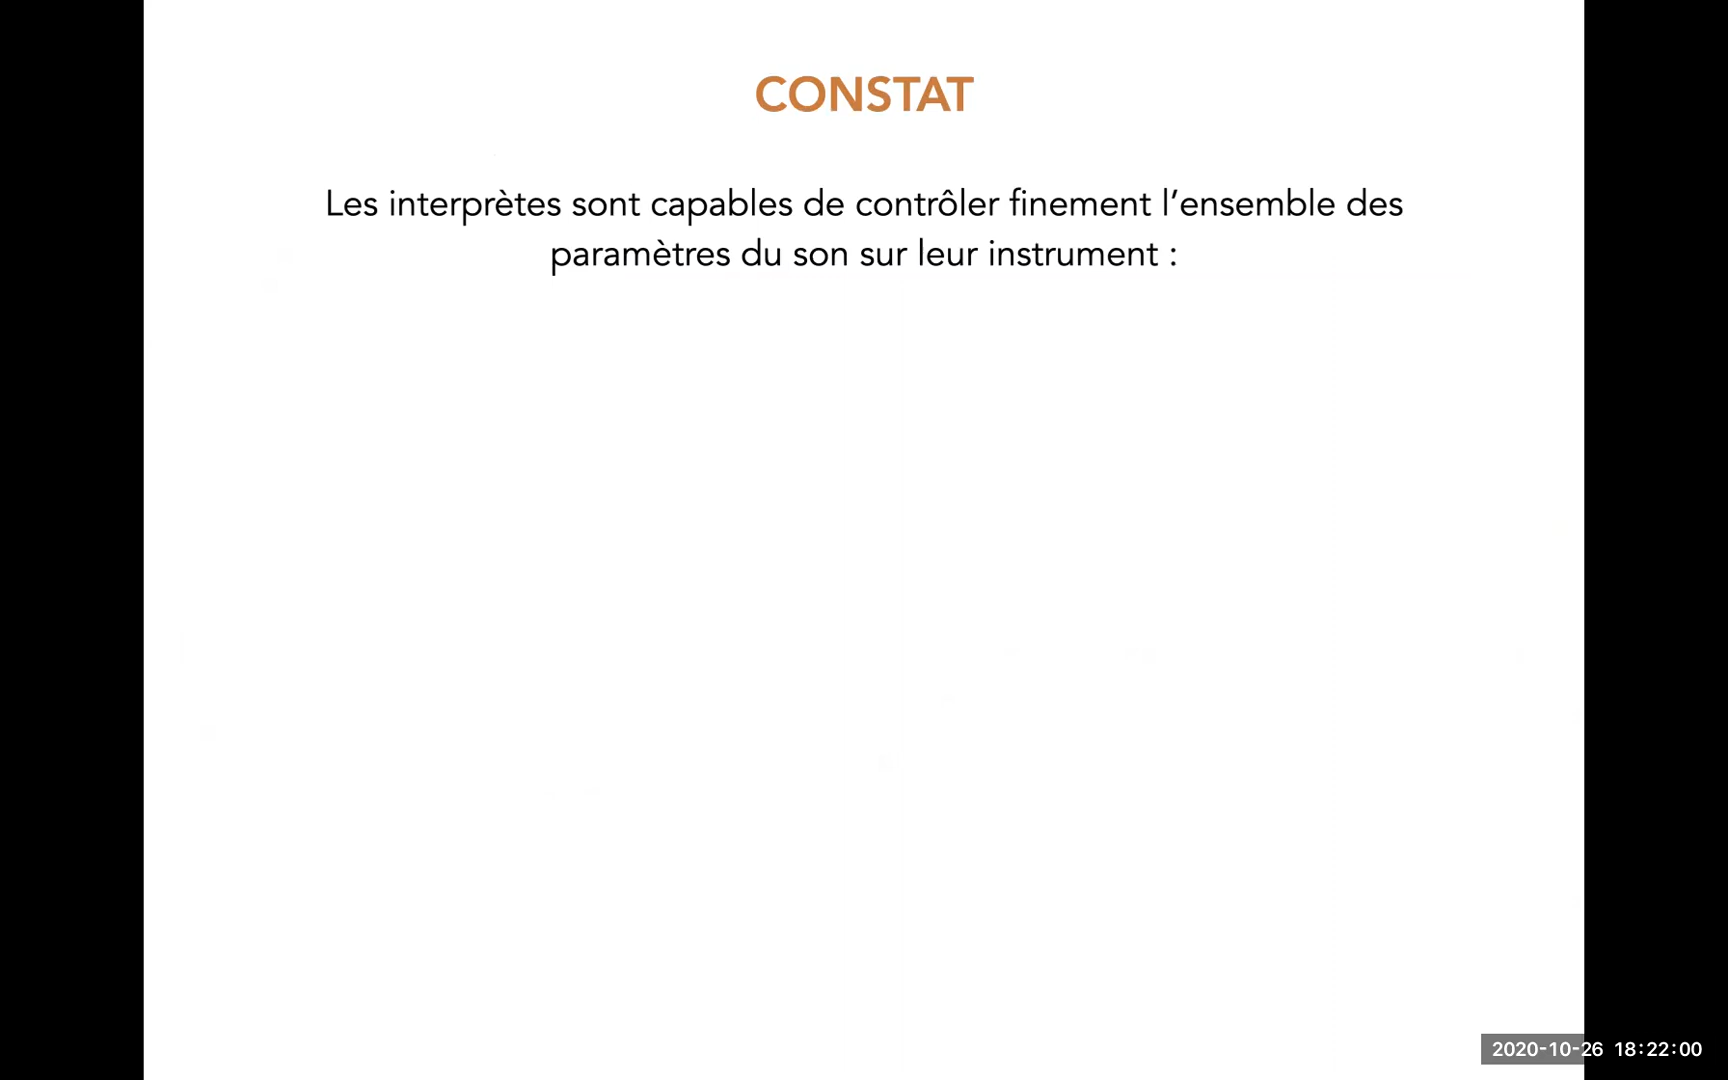 CONSTAT
Les interprètes sont capables de contrôler finement l’ensemble des
paramètres du son sur leur instrument :
2020-10-26 18:22:00